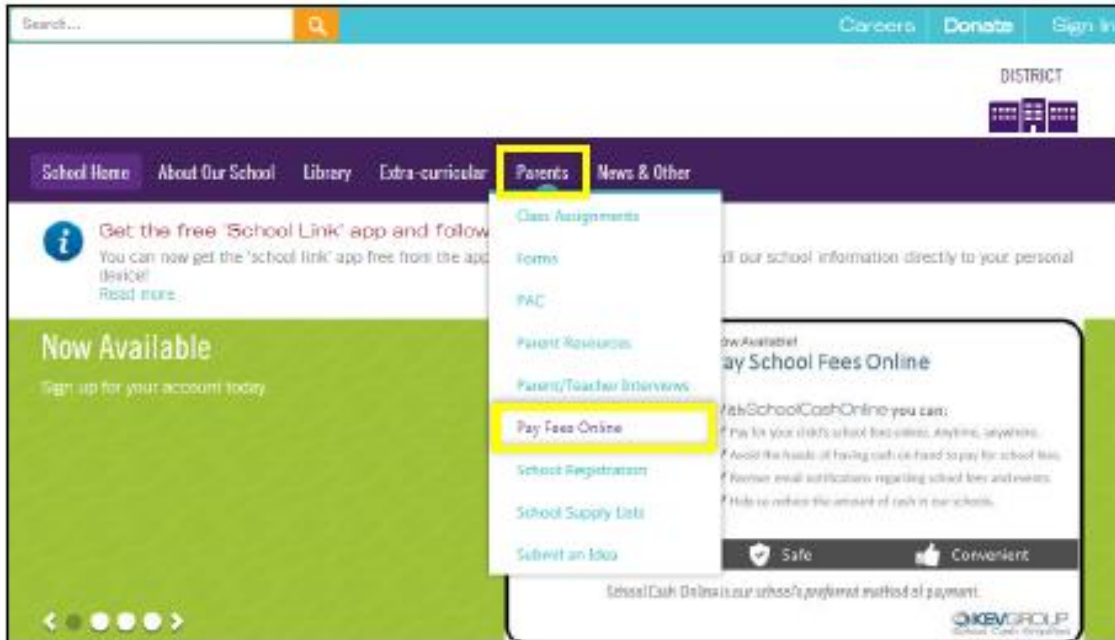 Search...
Careers Donate Sign In
DISTRICT
School Home About Our School Library Extra-curricular Parents News & Other
Get the free 'School Link' app and follow
You can now get the 'school link' app free from the app
all our school information directly to your personal
device!
Read more
Class Assignments
Forms
PAC
Parent Resources
Parent/Teacher Interviews
Pay Fees Online
School Registration
School Supply Lists
Submit an Idea
Now Available
Sign up for your account today.
Now Available!
Pay School Fees Online
With SchoolCashOnline you can:
Pay for your child's school fees online. Anytime, anywhere.
Avoid the hassle of having cash on hand to pay for school fees.
Receive email notifications regarding school fees and events.
Help us reduce the amount of cash in our schools.
Safe Convenient
School Cash Online is our school's preferred method of payment.
KEVGROUP
School Cash